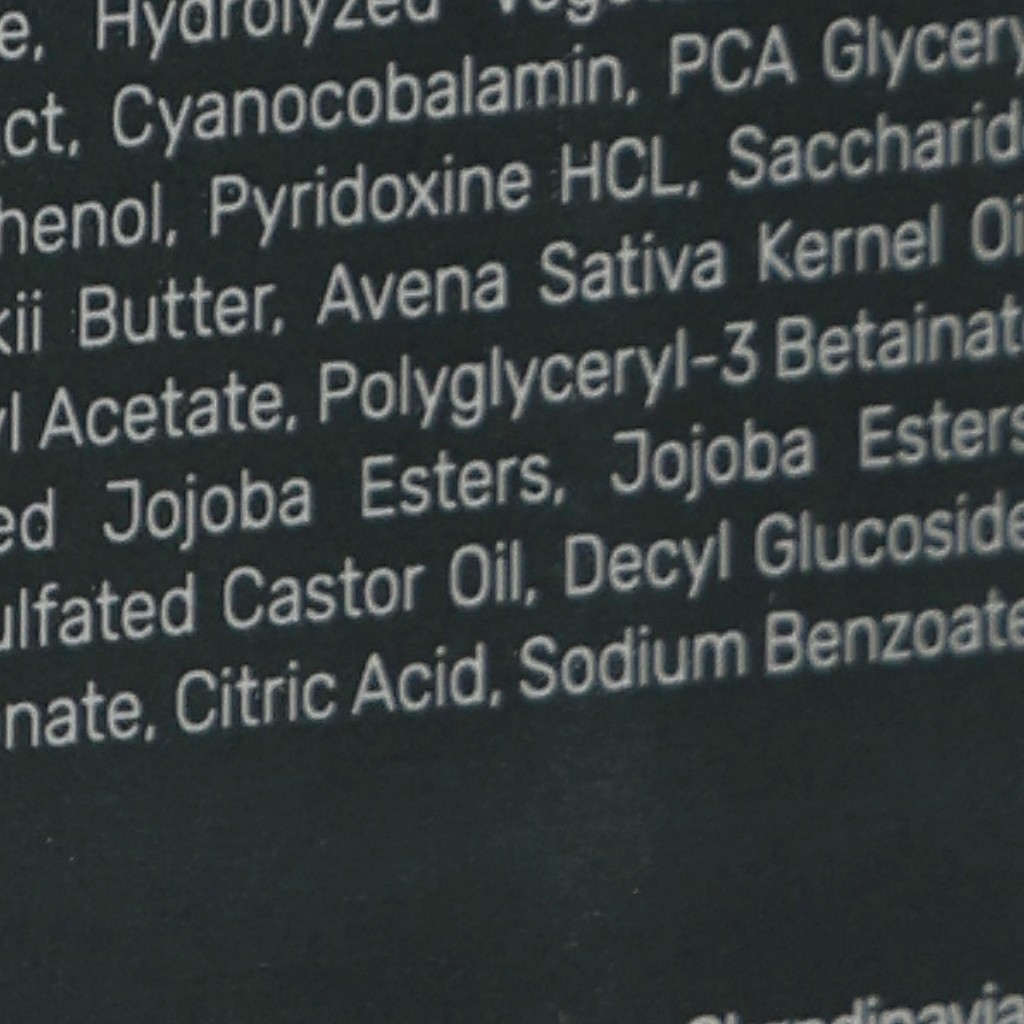 e, Hydrolyzed
ct, Cyanocobalamin, PCA Glycery
henol, Pyridoxine HCL, Saccharid
kii Butter, Avena Sativa Kernel Oi
yl Acetate, Polyglyceryl-3 Betainat
ed Jojoba Esters, Jojoba Esters
ulfated Castor Oil, Decyl Glucoside
nate, Citric Acid, Sodium Benzoate